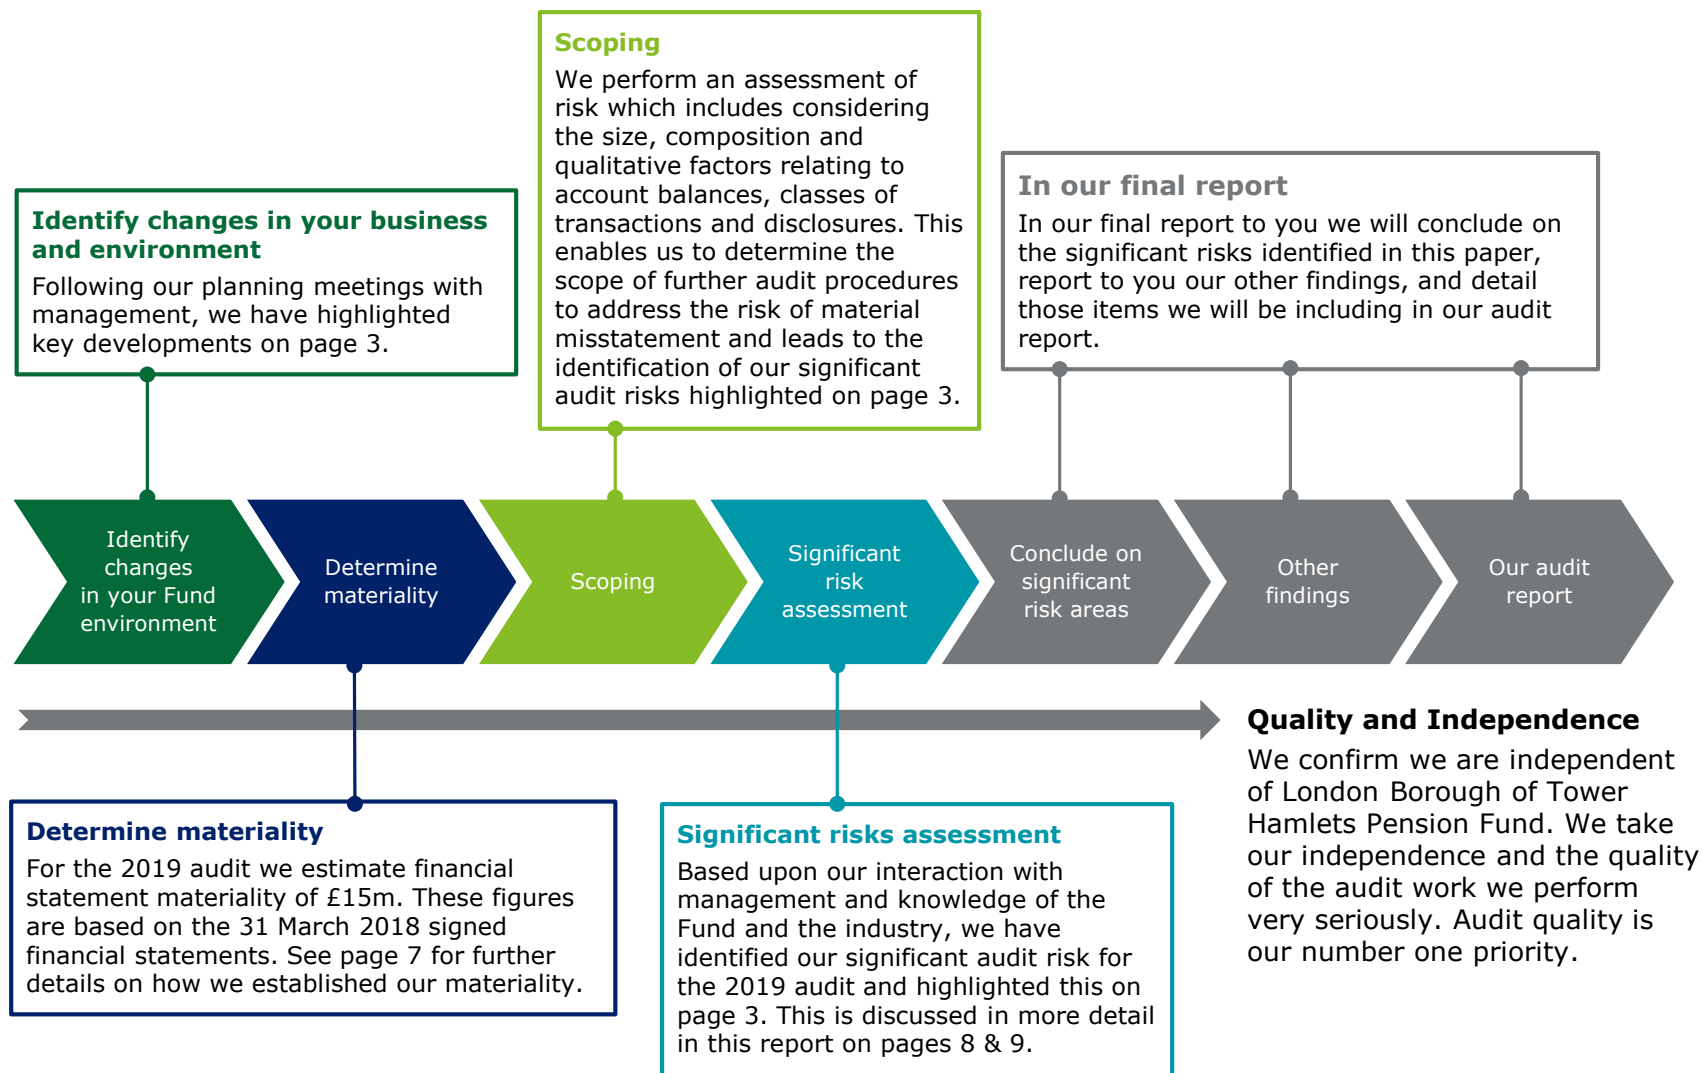 Scoping
We perform an assessment of
risk which includes considering
the size, composition and
qualitative factors relating to
account balances, classes of
transactions and disclosures. This
enables us to determine the
scope of further audit procedures
to address the risk of material
misstatement and leads to the
identification of our significant
audit risks highlighted on page 3.
Identify changes in your business
and environment
Following our planning meetings with
management, we have highlighted
key developments on page 3.
In our final report
In our final report to you we will conclude on
the significant risks identified in this paper,
report to you our other findings, and detail
those items we will be including in our audit
report.
Identify
changes
in your Fund
environment
Determine
materiality
Scoping
Significant
risk
assessment
Conclude on
significant
risk areas
Other
findings
Our audit
report
Determine materiality
For the 2019 audit we estimate financial
statement materiality of £15m. These figures
are based on the 31 March 2018 signed
financial statements. See page 7 for further
details on how we established our materiality.
Significant risks assessment
Based upon our interaction with
management and knowledge of the
Fund and the industry, we have
identified our significant audit risk for
the 2019 audit and highlighted this on
page 3. This is discussed in more detail
in this report on pages 8 & 9.
Quality and Independence
We confirm we are independent
of London Borough of Tower
Hamlets Pension Fund. We take
our independence and the quality
of the audit work we perform
very seriously. Audit quality is
our number one priority.